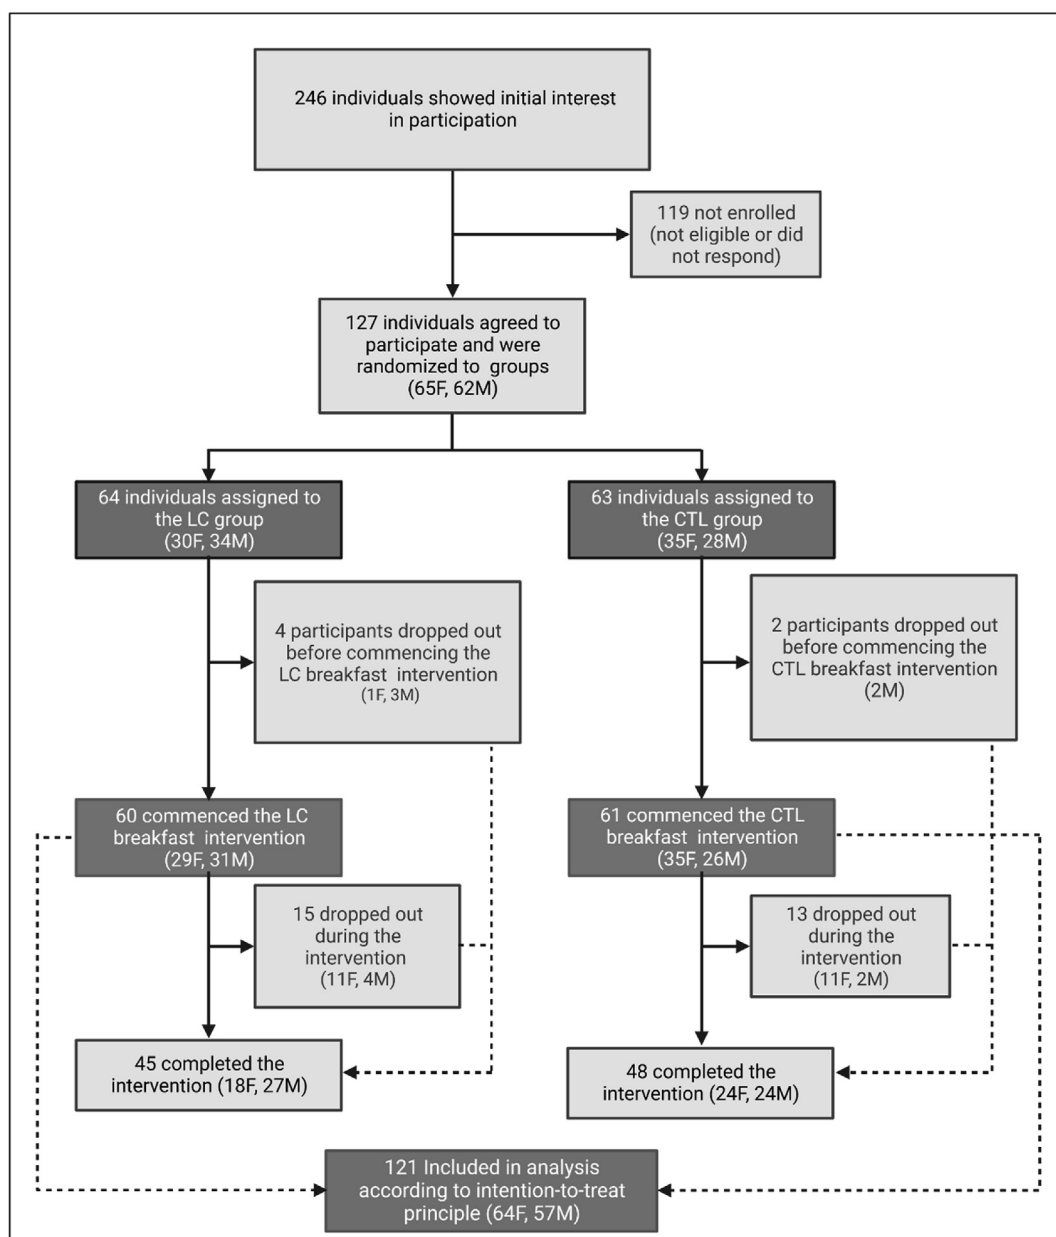 246 individuals showed initial interest
in participation
119 not enrolled
(not eligible or did
not respond)
127 individuals agreed to
participate and were
randomized to groups
(65F, 62M)
64 individuals assigned to
the LC group
(30F, 34M)
63 individuals assigned to
the CTL group
(35F, 28M)
4 participants dropped out
before commencing the
LC breakfast intervention
(1F, 3M)
2 participants dropped out
before commencing the
CTL breakfast intervention
(2M)
60 commenced the LC
breakfast intervention
(29F, 31M)
61 commenced the CTL
breakfast intervention
(35F, 26M)
15 dropped out
during the
intervention
(11F, 4M)
13 dropped out
during the
intervention
(11F, 2M)
45 completed the
intervention (18F, 27M)
48 completed the
intervention (24F, 24M)
121 Included in analysis
according to intention-to-treat
principle (64F, 57M)